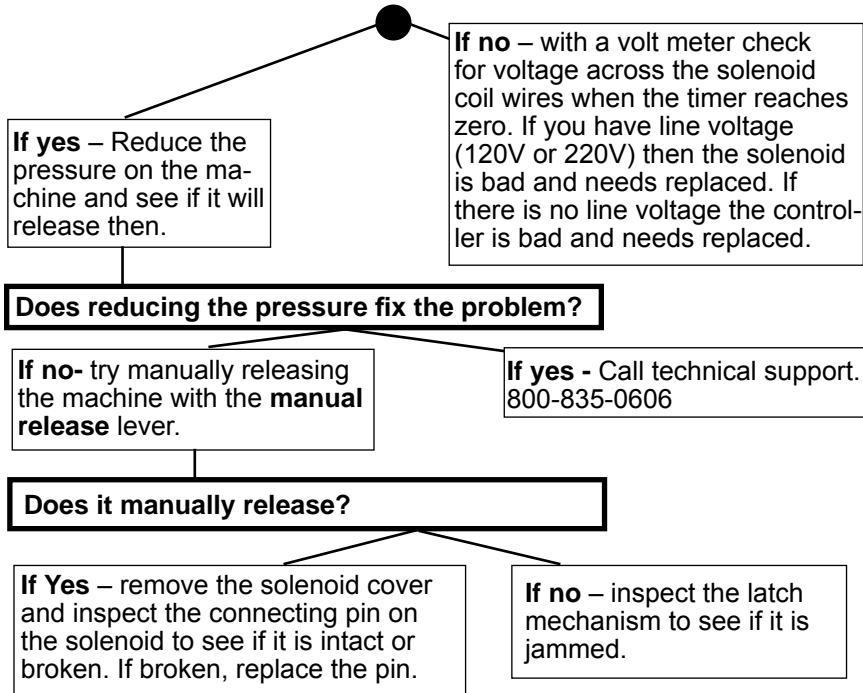 If no – with a volt meter check
for voltage across the solenoid
coil wires when the timer reaches
zero. If you have line voltage
(120V or 220V) then the solenoid
is bad and needs replaced. If
there is no line voltage the control-
ler is bad and needs replaced.
If yes – Reduce the
pressure on the ma-
chine and see if it will
release then.
Does reducing the pressure fix the problem?
If no- try manually releasing
the machine with the manual
release lever.
If yes - Call technical support.
800-835-0606
Does it manually release?
If Yes – remove the solenoid cover
and inspect the connecting pin on
the solenoid to see if it is intact or
broken. If broken, replace the pin.
If no – inspect the latch
mechanism to see if it is
jammed.